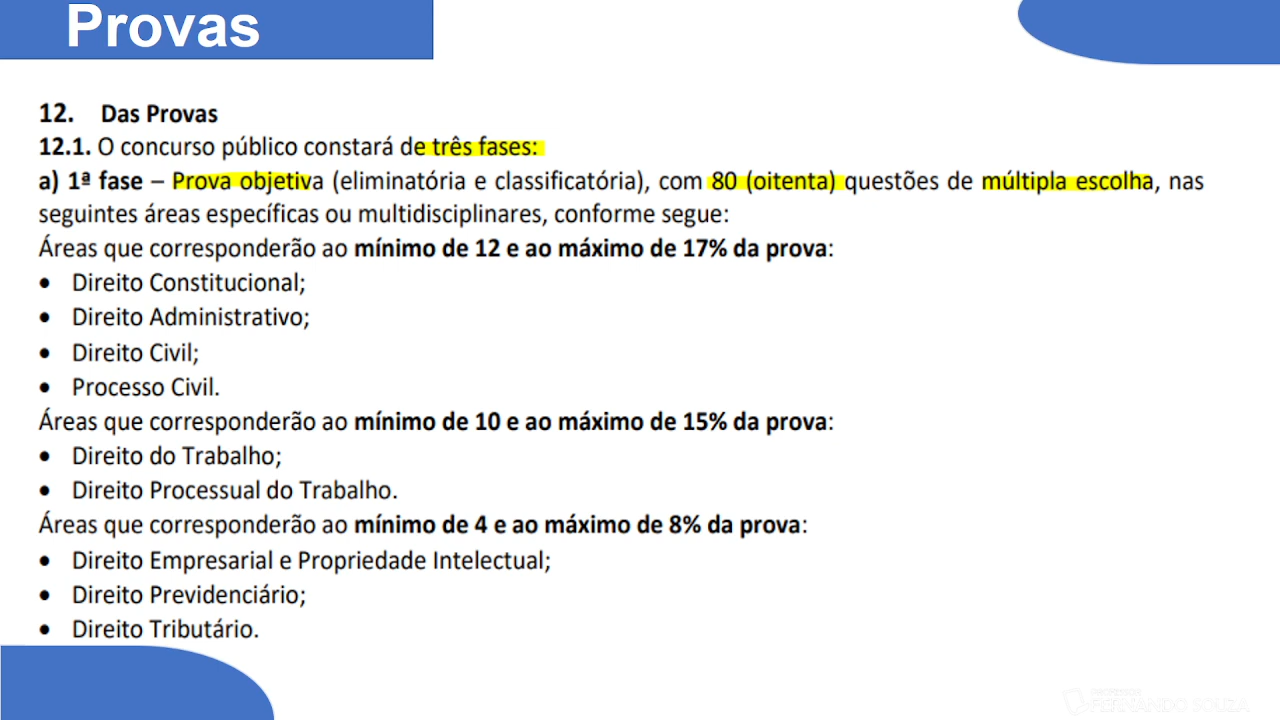 Provas
12. Das Provas
12.1. O concurso público constará de três fases:
a) 1ª fase – Prova objetiva (eliminatória e classificatória), com 80 (oitenta) questões de múltipla escolha, nas
seguintes áreas específicas ou multidisciplinares, conforme segue:
Áreas que corresponderão ao mínimo de 12 e ao máximo de 17% da prova:
• Direito Constitucional;
• Direito Administrativo;
• Direito Civil;
• Processo Civil.
Áreas que corresponderão ao mínimo de 10 e ao máximo de 15% da prova:
• Direito do Trabalho;
• Direito Processual do Trabalho.
Áreas que corresponderão ao mínimo de 4 e ao máximo de 8% da prova:
• Direito Empresarial e Propriedade Intelectual;
• Direito Previdenciário;
• Direito Tributário.
PROFESSOR
FERNANDO SOUZA